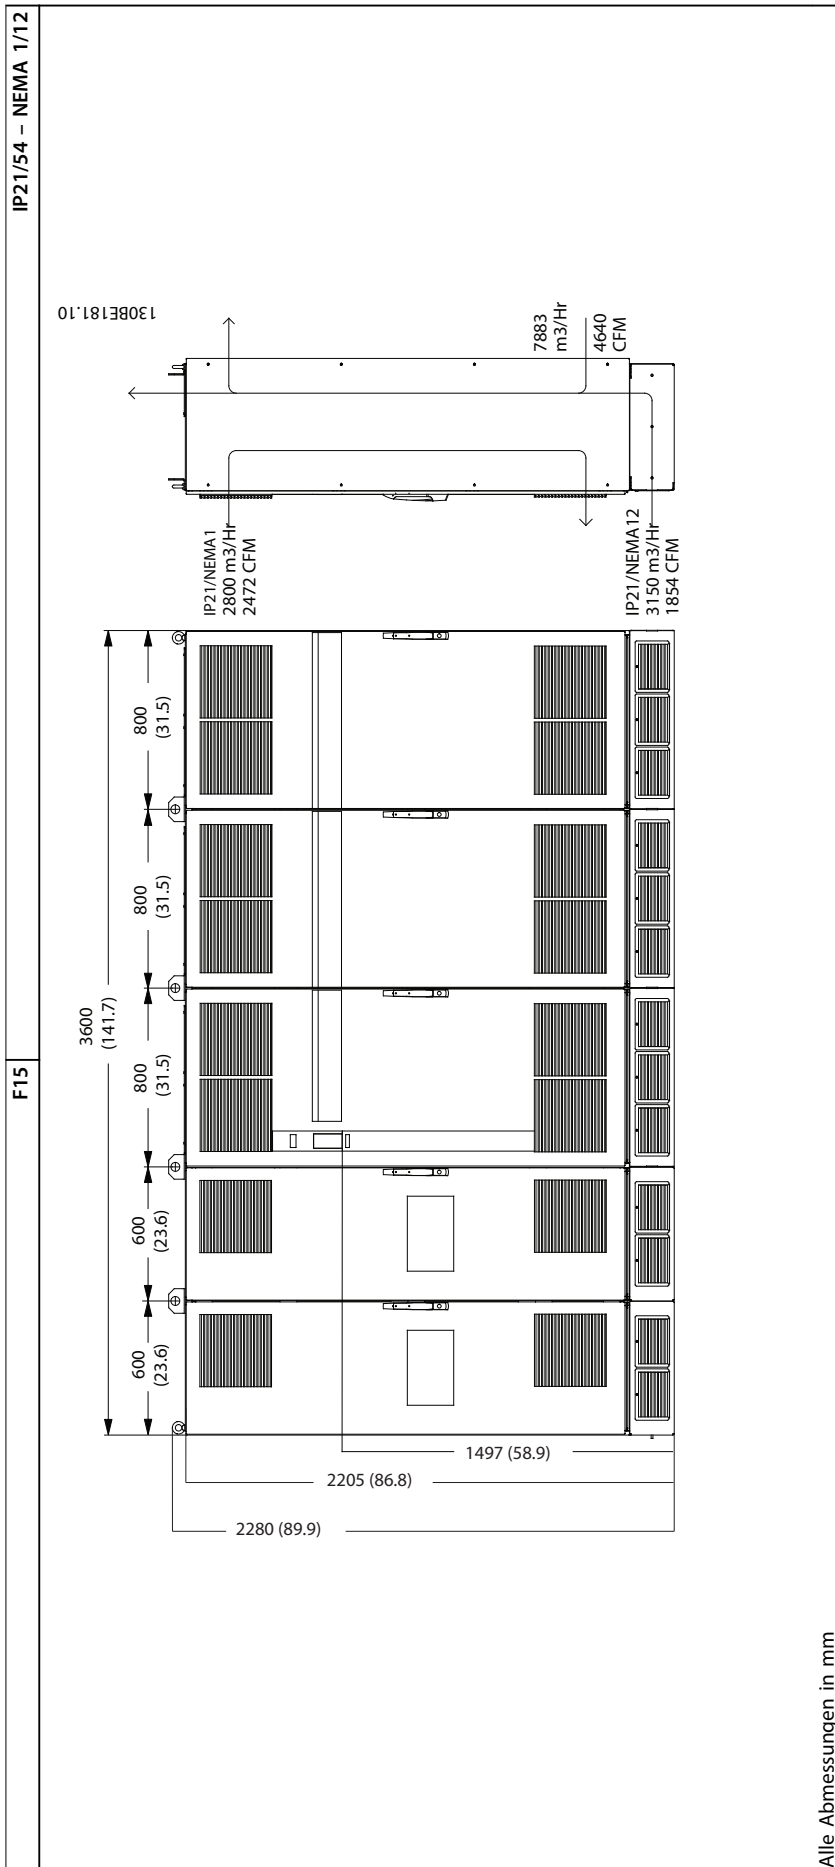 F15
IP21/54 – NEMA 1/12
130BE181.10
3600
(141.7)
600
(23.6)
600
(23.6)
800
(31.5)
800
(31.5)
800
(31.5)
IP21/NEMA1
2800 m3/Hr
2472 CFM
7883
m3/Hr
4640
CFM
IP21/NEMA12
3150 m3/Hr
1854 CFM
1497 (58.9)
2205 (86.8)
2280 (89.9)
Alle Abmessungen in mm